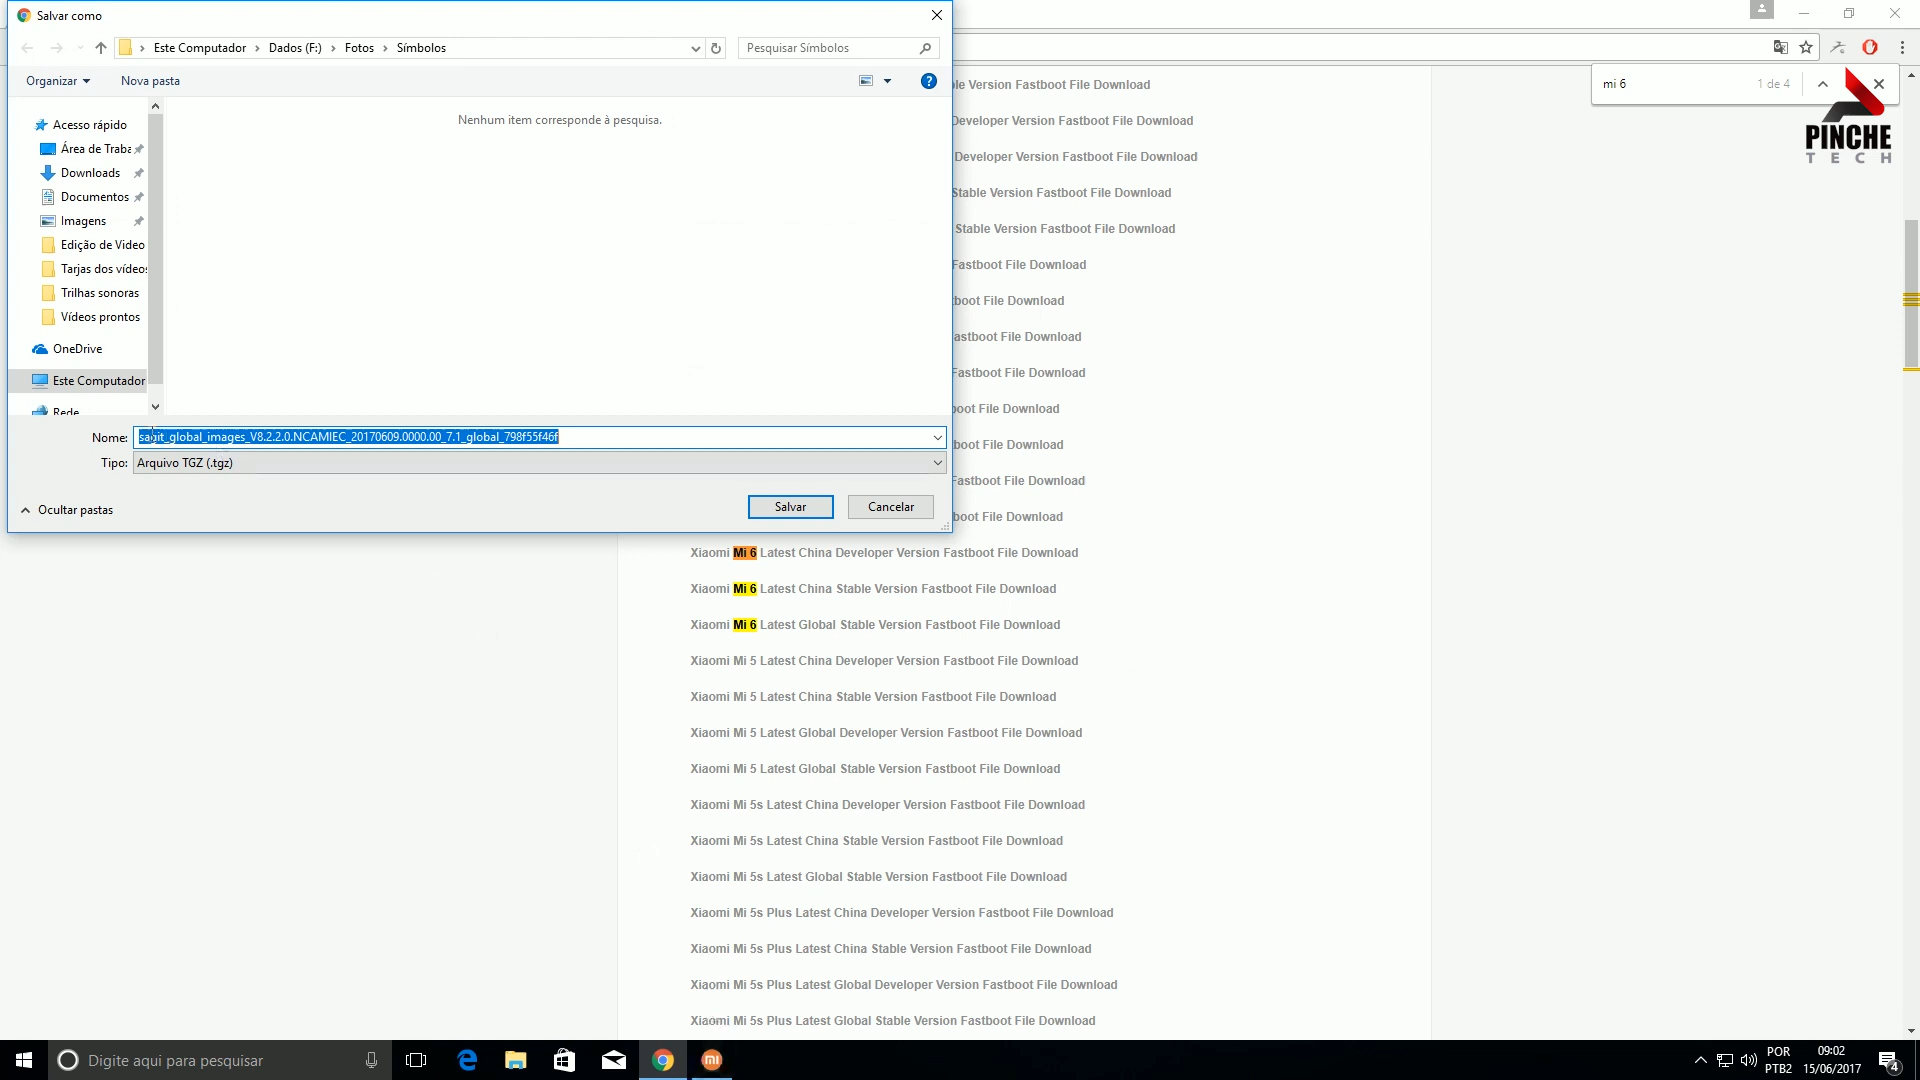 Salvar como
Este Computador
Dados (F:)
Fotos
Símbolos
Pesquisar Símbolos
Organizar
Nova pasta
Nenhum item corresponde à pesquisa.
Acesso rápido
Área de Traba
Downloads
Documentos
Imagens
Edição de Video
Tarjas dos vídeos
Trilhas sonoras
Vídeos prontos
OneDrive
Este Computador
Rede
Nome: sagit_global_images_V8.2.2.0.NCAMIEC_20170609.0000.00_7.1_global_798f55f46f
Tipo: Arquivo TGZ (.tgz)
Ocultar pastas
Salvar
Cancelar
mi 6
1 de 4
PINCHE
TECH
le Version Fastboot File Download
Developer Version Fastboot File Download
Developer Version Fastboot File Download
Stable Version Fastboot File Download
Stable Version Fastboot File Download
Fastboot File Download
boot File Download
astboot File Download
Fastboot File Download
boot File Download
boot File Download
Fastboot File Download
boot File Download
Xiaomi Mi 6 Latest China Developer Version Fastboot File Download
Xiaomi Mi 6 Latest China Stable Version Fastboot File Download
Xiaomi Mi 6 Latest Global Stable Version Fastboot File Download
Xiaomi Mi 5 Latest China Developer Version Fastboot File Download
Xiaomi Mi 5 Latest China Stable Version Fastboot File Download
Xiaomi Mi 5 Latest Global Developer Version Fastboot File Download
Xiaomi Mi 5 Latest Global Stable Version Fastboot File Download
Xiaomi Mi 5s Latest China Developer Version Fastboot File Download
Xiaomi Mi 5s Latest China Stable Version Fastboot File Download
Xiaomi Mi 5s Latest Global Stable Version Fastboot File Download
Xiaomi Mi 5s Plus Latest China Developer Version Fastboot File Download
Xiaomi Mi 5s Plus Latest China Stable Version Fastboot File Download
Xiaomi Mi 5s Plus Latest Global Developer Version Fastboot File Download
Xiaomi Mi 5s Plus Latest Global Stable Version Fastboot File Download
Digite aqui para pesquisar
POR
PTB2
09:02
15/06/2017
4